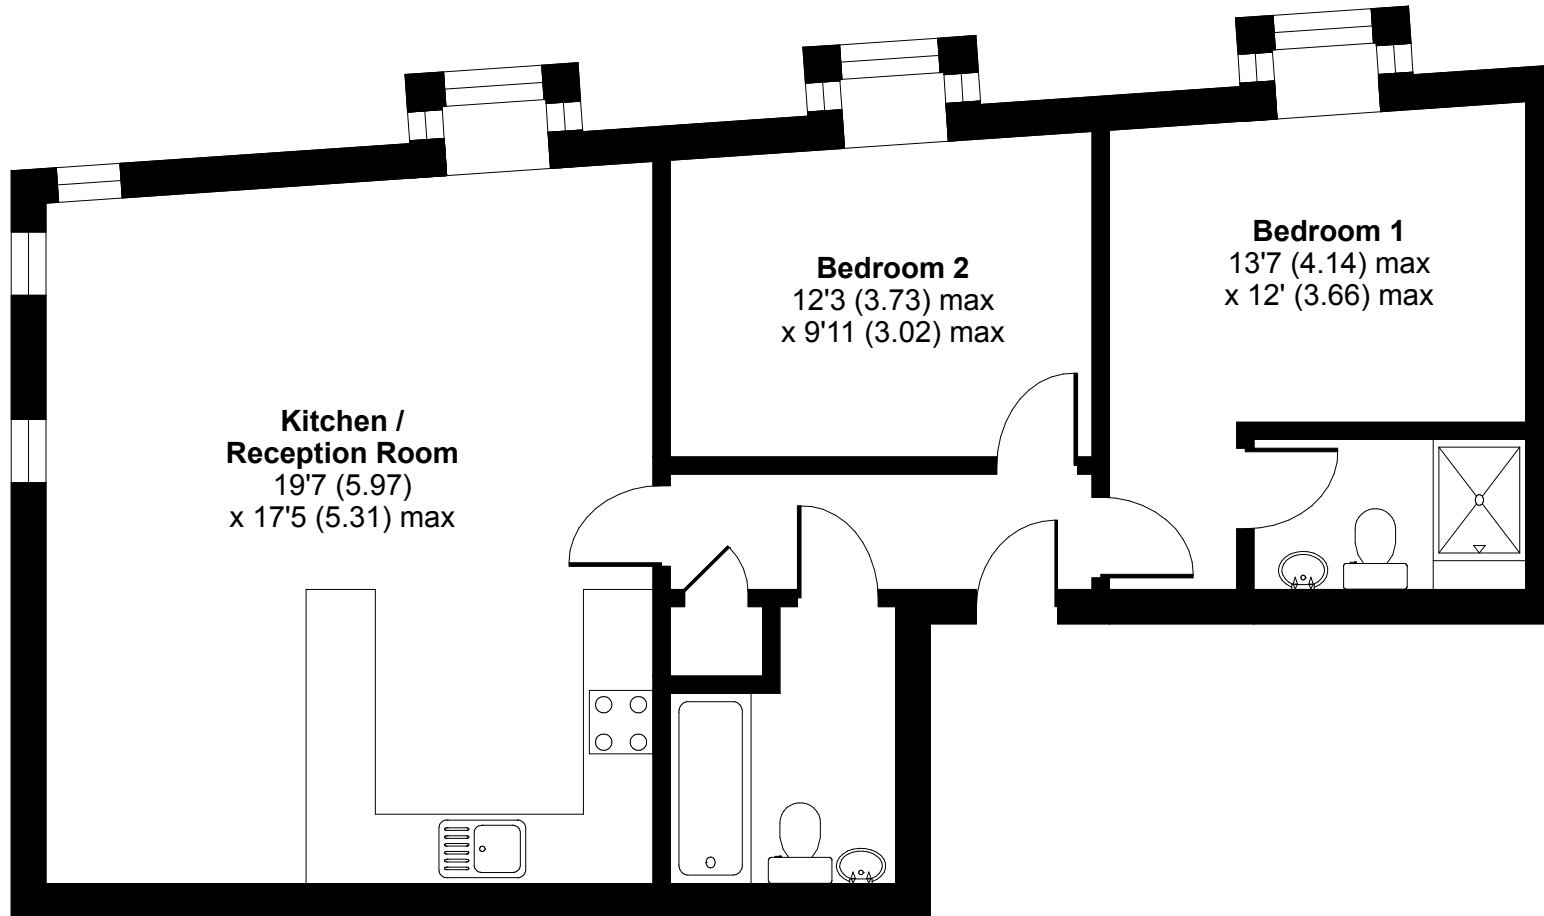 Bedroom 1
13'7 (4.14) max
x 12' (3.66) max
Bedroom 2
12'3 (3.73) max
x 9'11 (3.02) max
Kitchen /
Reception Room
19'7 (5.97)
x 17'5 (5.31) max